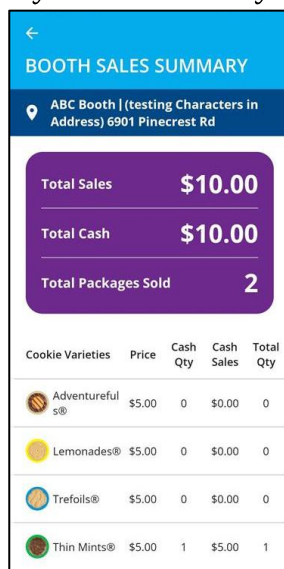 BOOTH SALES SUMMARY
ABC Booth | (testing Characters in
Address) 6901 Pinecrest Rd
Total Sales $10.00
Total Cash $10.00
Total Packages Sold 2
Cookie Varieties Price Cash Qty Cash Sales Total Qty
Adventureful
s® $5.00 0 $0.00 0
Lemonades® $5.00 0 $0.00 0
Trefoils® $5.00 0 $0.00 0
Thin Mints® $5.00 1 $5.00 1